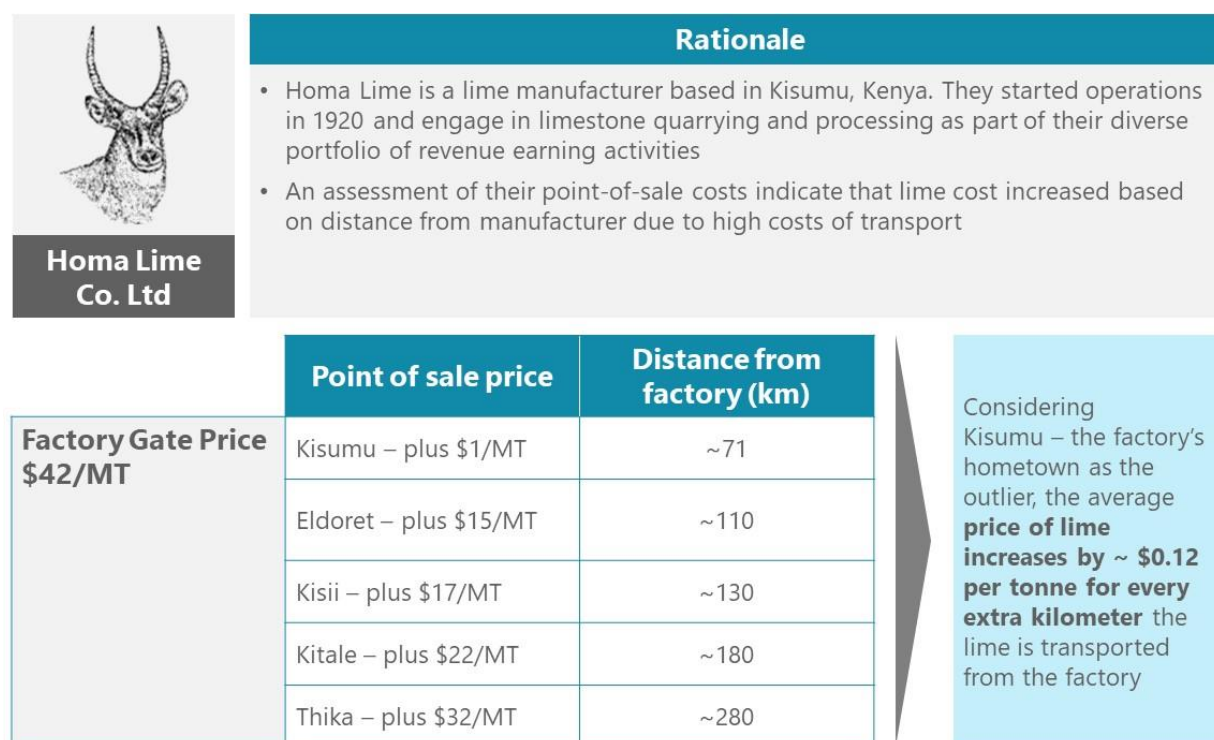 Rationale
• Homa Lime is a lime manufacturer based in Kisumu, Kenya. They started operations
in 1920 and engage in limestone quarrying and processing as part of their diverse
portfolio of revenue earning activities
• An assessment of their point-of-sale costs indicate that lime cost increased based
on distance from manufacturer due to high costs of transport
Homa Lime
Co. Ltd
Point of sale price
Distance from
factory (km)
Factory Gate Price
$42/MT
Kisumu – plus $1/MT
~71
Eldoret – plus $15/MT
~110
Kisii – plus $17/MT
~130
Kitale – plus $22/MT
~180
Thika – plus $32/MT
~280
Considering
Kisumu – the factory's
hometown as the
outlier, the average
price of lime
increases by ~ $0.12
per tonne for every
extra kilometer the
lime is transported
from the factory